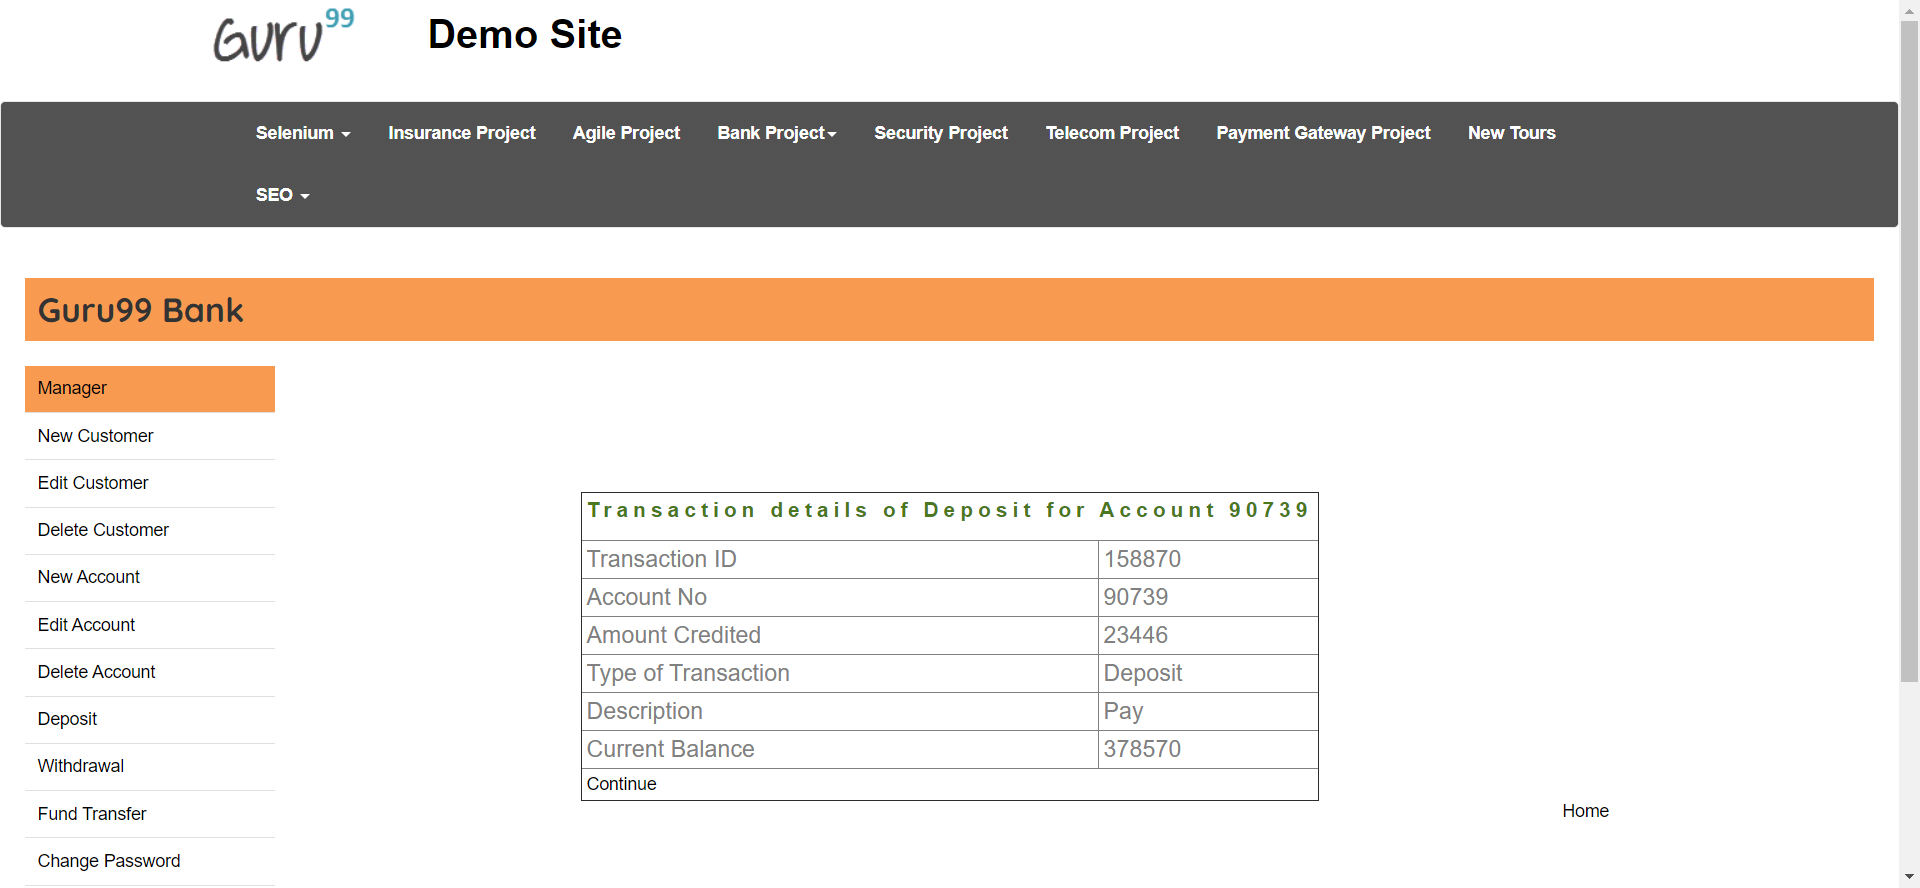 Guru99
Demo Site
Selenium
Insurance Project
Agile Project
Bank Project
Security Project
Telecom Project
Payment Gateway Project
New Tours
SEO
Guru99 Bank
Manager
New Customer
Edit Customer
Delete Customer
New Account
Edit Account
Delete Account
Deposit
Withdrawal
Fund Transfer
Change Password
Transaction details of Deposit for Account 90739
Transaction ID 158870
Account No 90739
Amount Credited 23446
Type of Transaction Deposit
Description Pay
Current Balance 378570
Continue
Home